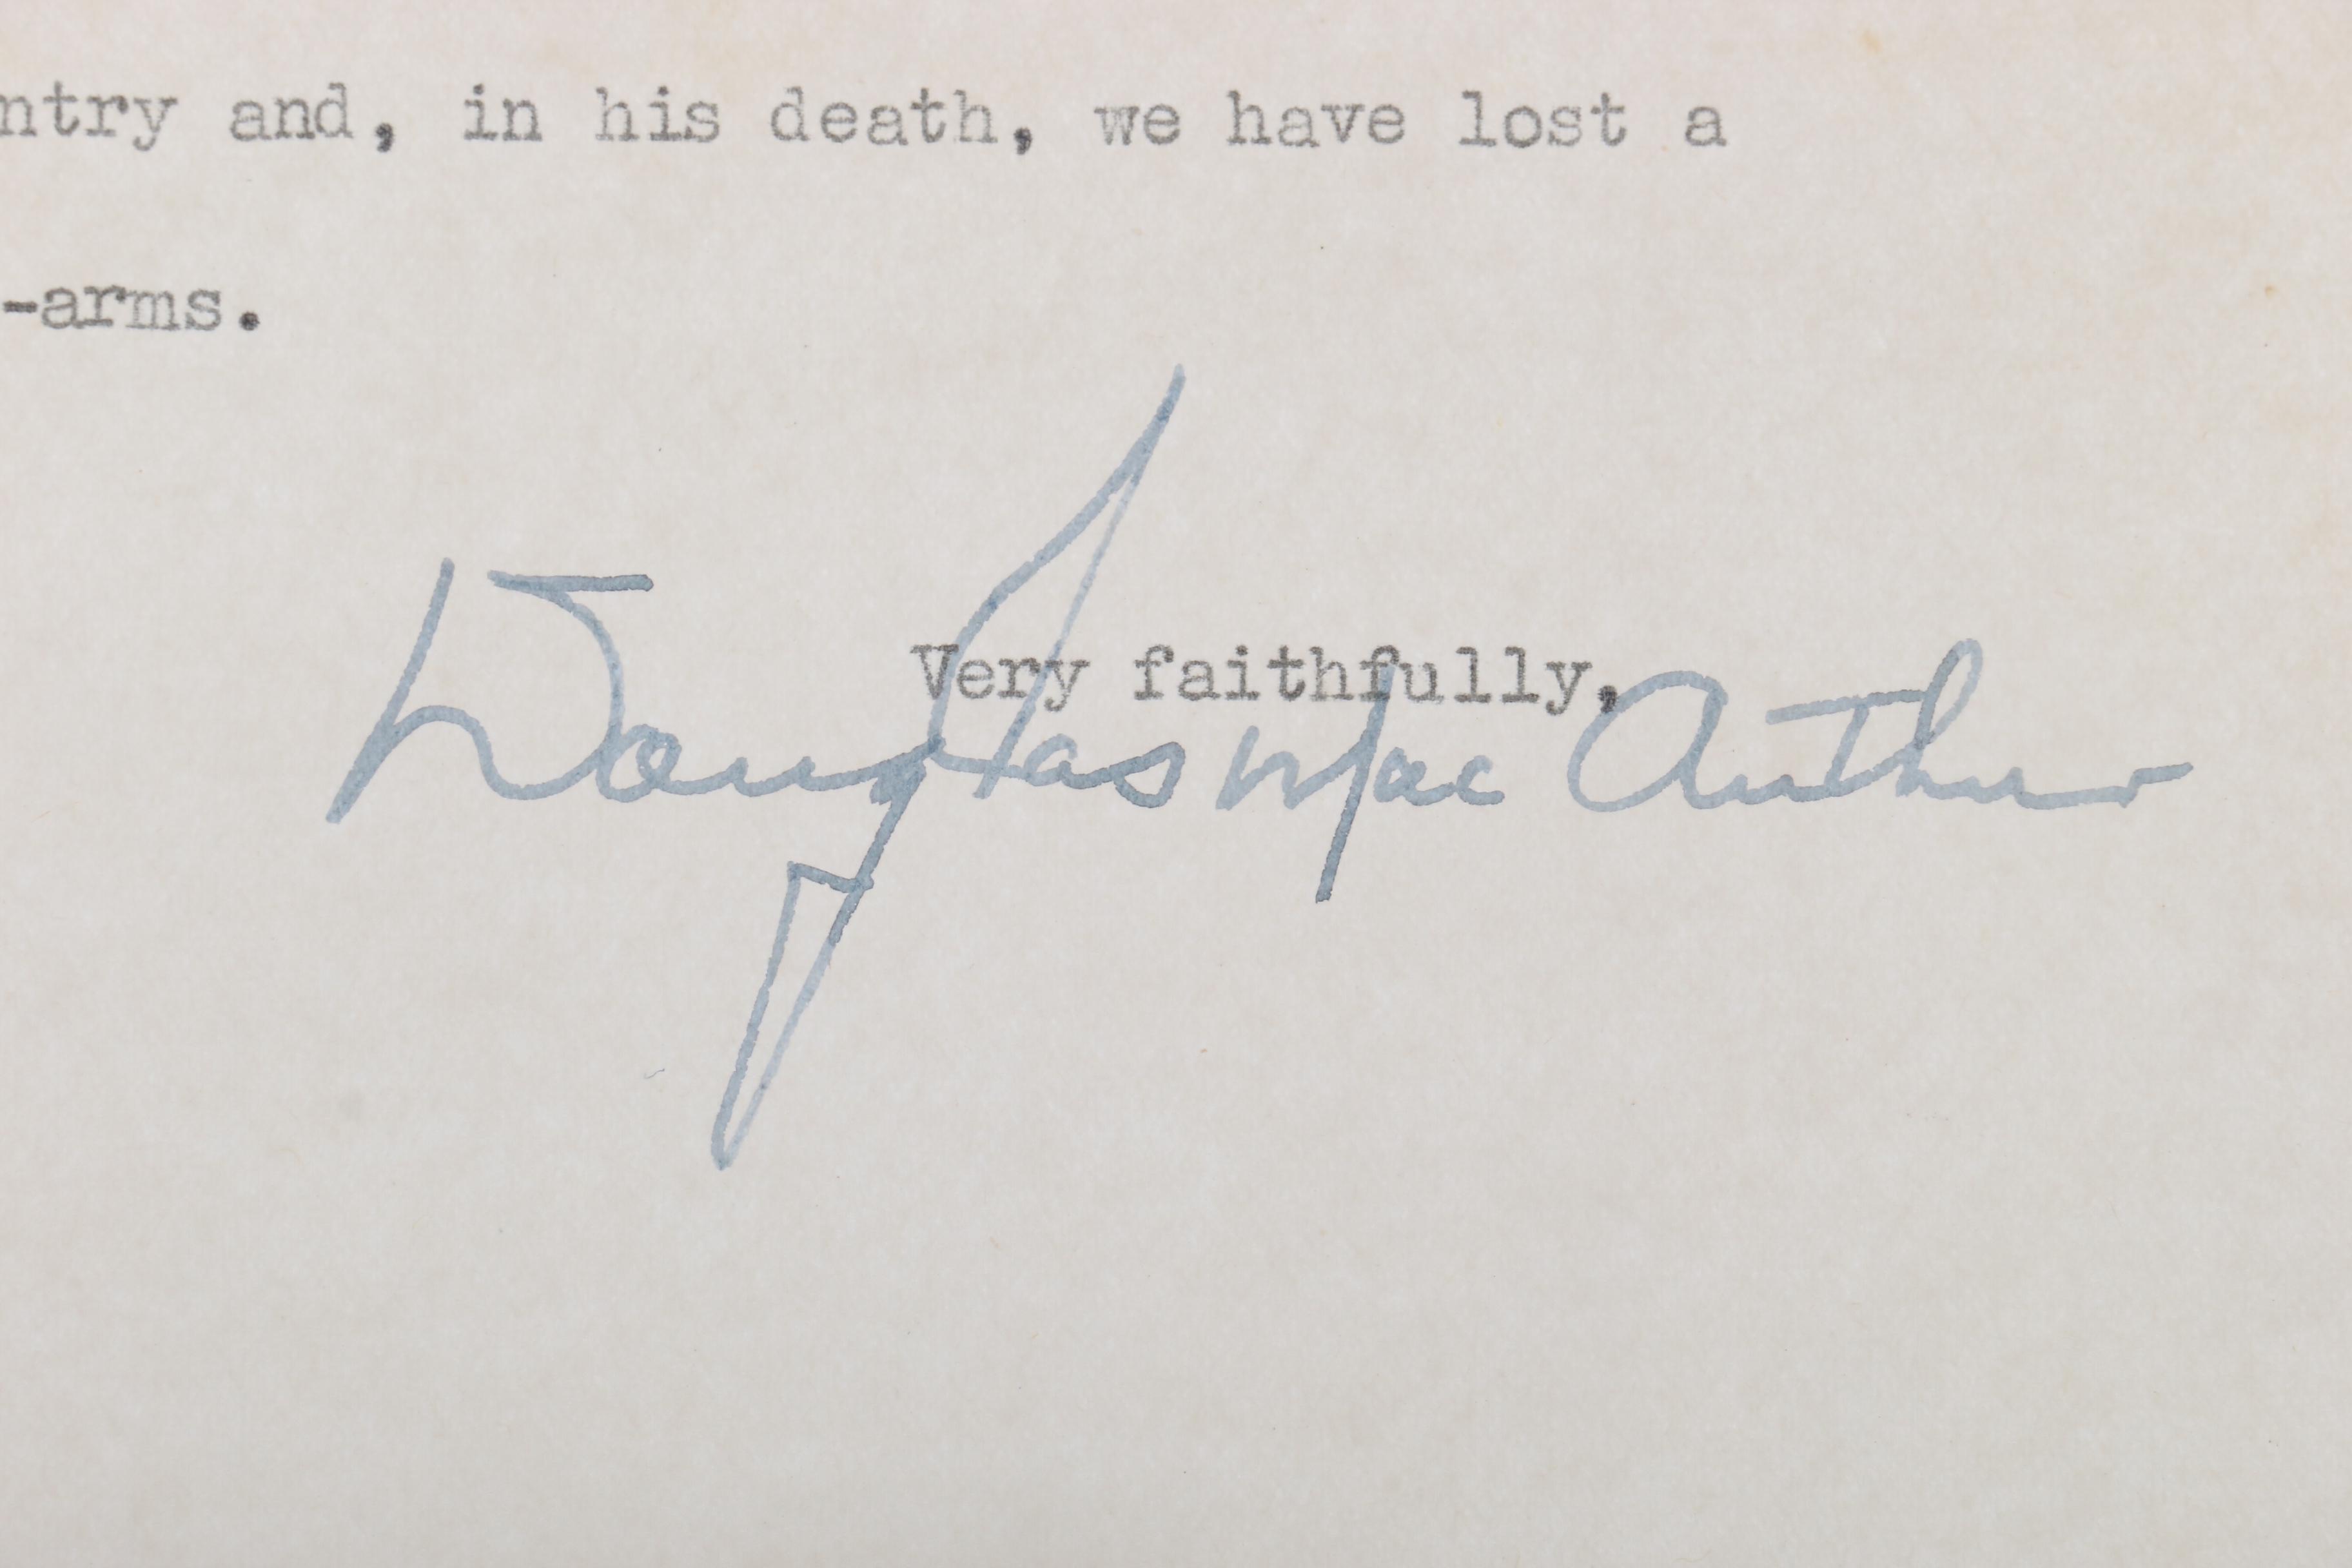 ntry and, in his death, we have lost a
-arms.
Very faithfully,
Douglas MacArthur